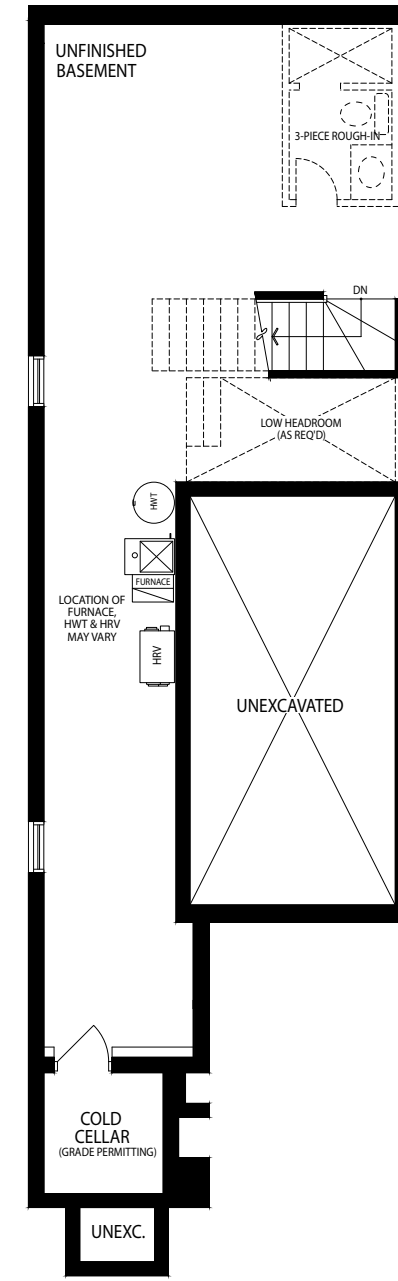 UNFINISHED
BASEMENT
3-PIECE ROUGH-IN
DN
LOW HEADROOM
(AS REQ'D)
HWT
FURNACE
LOCATION OF
FURNACE,
HWT & HRV
MAY VARY
HRV
UNEXCAVATED
COLD
CELLAR
(GRADE PERMITTING)
UNEXC.